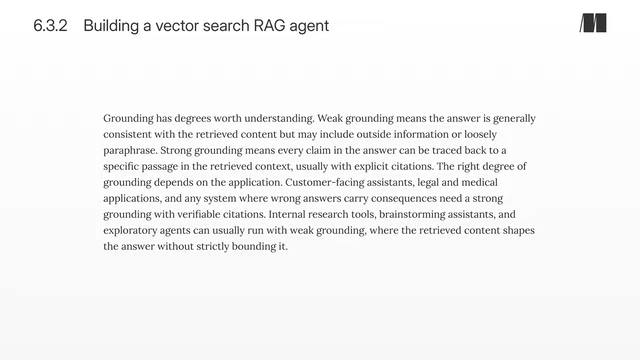 6.3.2 Building a vector search RAG agent
Grounding has degrees worth understanding. Weak grounding means the answer is generally
consistent with the retrieved content but may include outside information or loosely
paraphrase. Strong grounding means every claim in the answer can be traced back to a
specific passage in the retrieved context, usually with explicit citations. The right degree of
grounding depends on the application. Customer-facing assistants, legal and medical
applications, and any system where wrong answers carry consequences need a strong
grounding with verifiable citations. Internal research tools, brainstorming assistants, and
exploratory agents can usually run with weak grounding, where the retrieved content shapes
the answer without strictly bounding it.